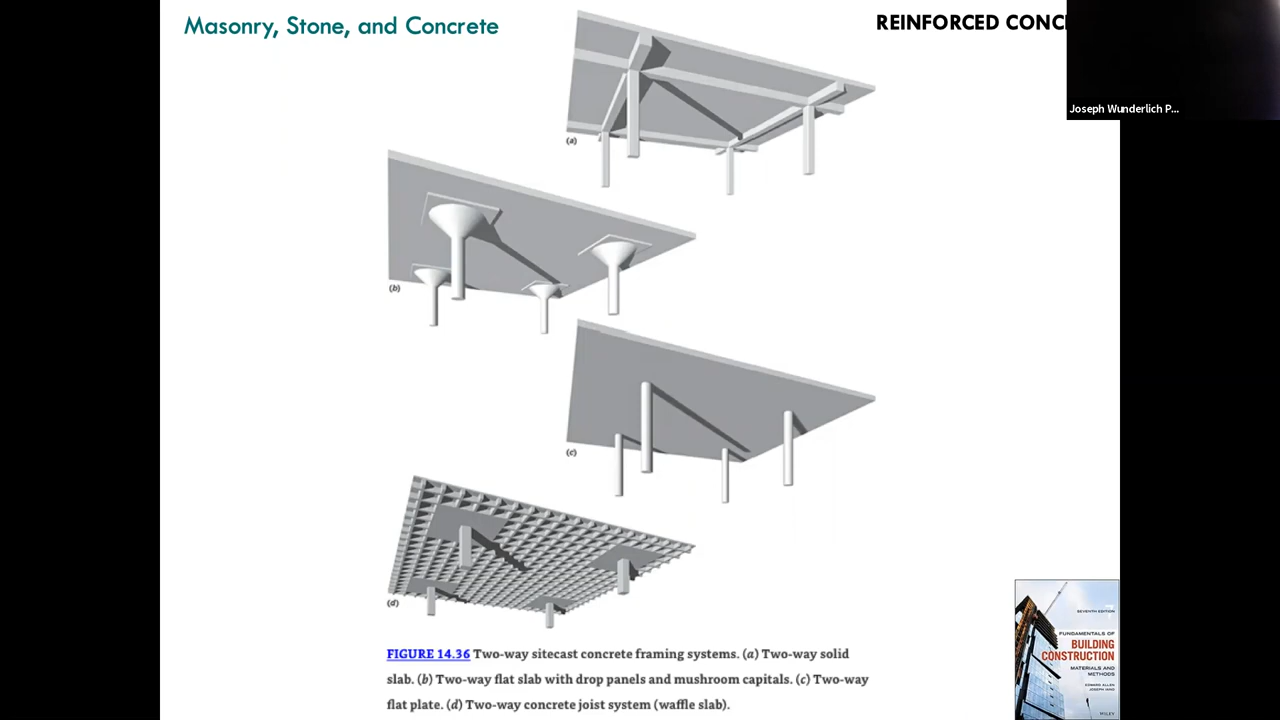 Masonry, Stone, and Concrete
REINFORCED CONC
Joseph Wunderlich P...
(a)
(b)
(c)
(d)
FIGURE 14.36 Two-way sitecast concrete framing systems. (a) Two-way solid
slab. (b) Two-way flat slab with drop panels and mushroom capitals. (c) Two-way
flat plate. (d) Two-way concrete joist system (waffle slab).
SEVENTH EDITION
FUNDAMENTALS OF
BUILDING
CONSTRUCTION
MATERIALS AND
METHODS
EDWARD ALLEN
JOSEPH IANO
WILEY